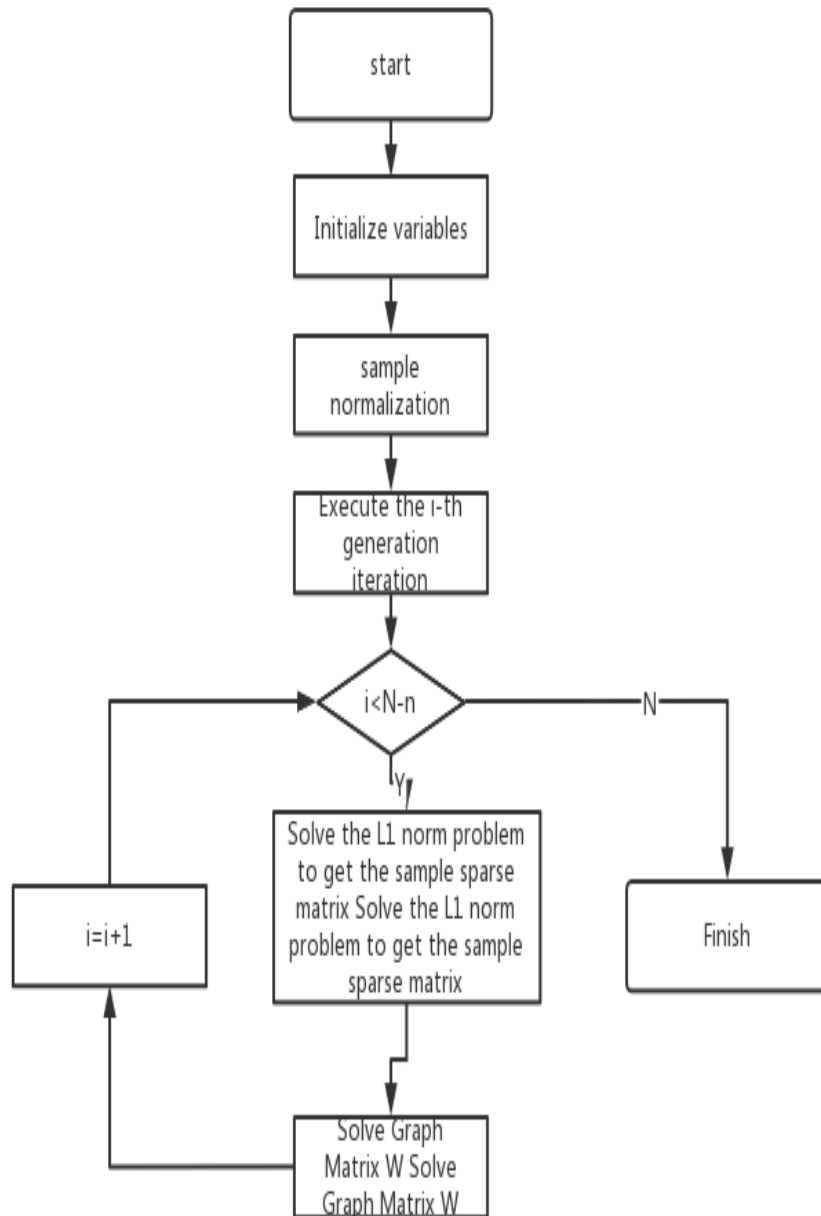 start
Initialize variables
sample
normalization
Execute the i-th
generation
iteration
i<N-n
N
Y
Solve the L1 norm problem
to get the sample sparse
matrix Solve the L1 norm
problem to get the sample
sparse matrix
i=i+1
Finish
Solve Graph
Matrix W Solve
Graph Matrix W